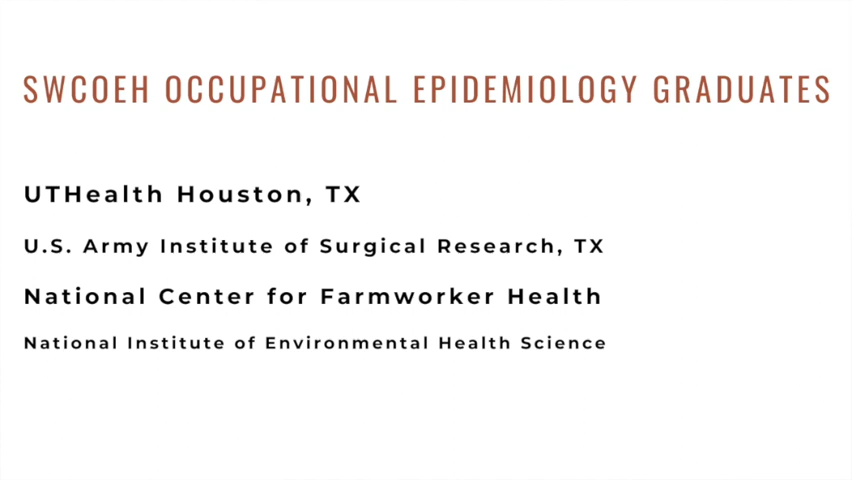 SWCOEH OCCUPATIONAL EPIDEMIOLOGY GRADUATES
UTHealth Houston, TX
U.S. Army Institute of Surgical Research, TX
National Center for Farmworker Health
National Institute of Environmental Health Science